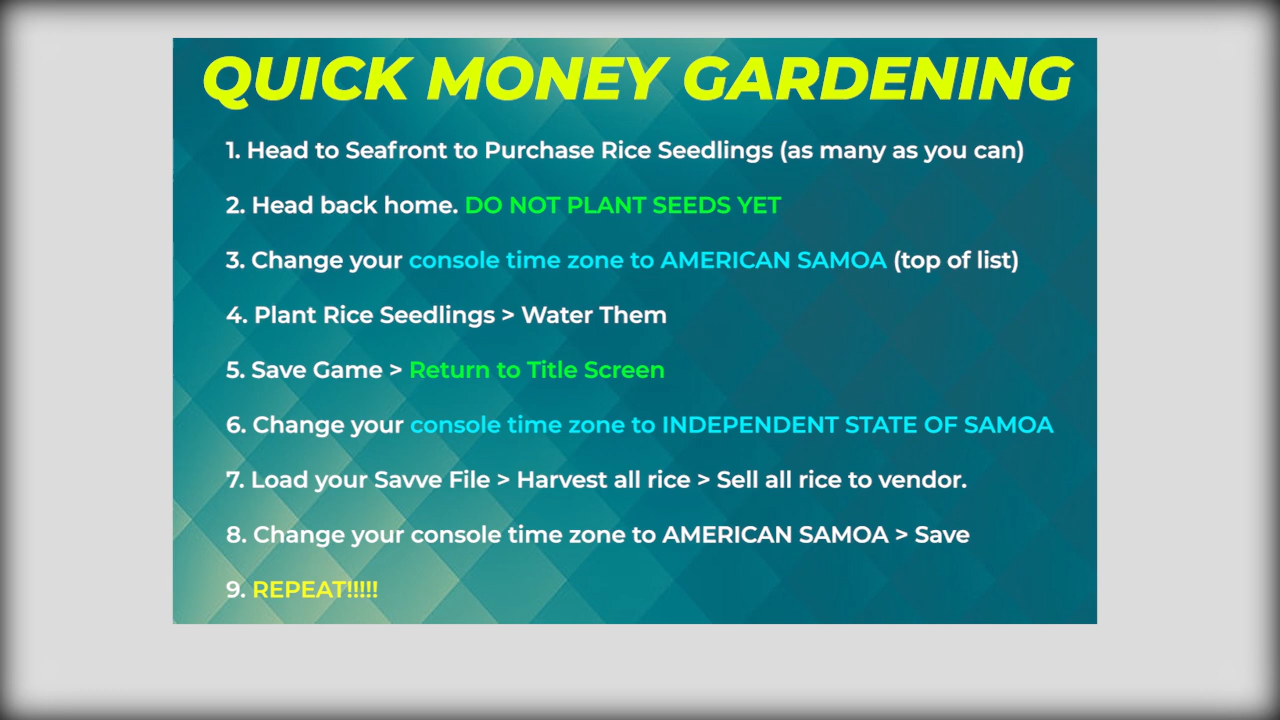 QUICK MONEY GARDENING
1. Head to Seafront to Purchase Rice Seedlings (as many as you can)
2. Head back home. DO NOT PLANT SEEDS YET
3. Change your console time zone to AMERICAN SAMOA (top of list)
4. Plant Rice Seedlings > Water Them
5. Save Game > Return to Title Screen
6. Change your console time zone to INDEPENDENT STATE OF SAMOA
7. Load your Savve File > Harvest all rice > Sell all rice to vendor.
8. Change your console time zone to AMERICAN SAMOA > Save
9. REPEAT!!!!!